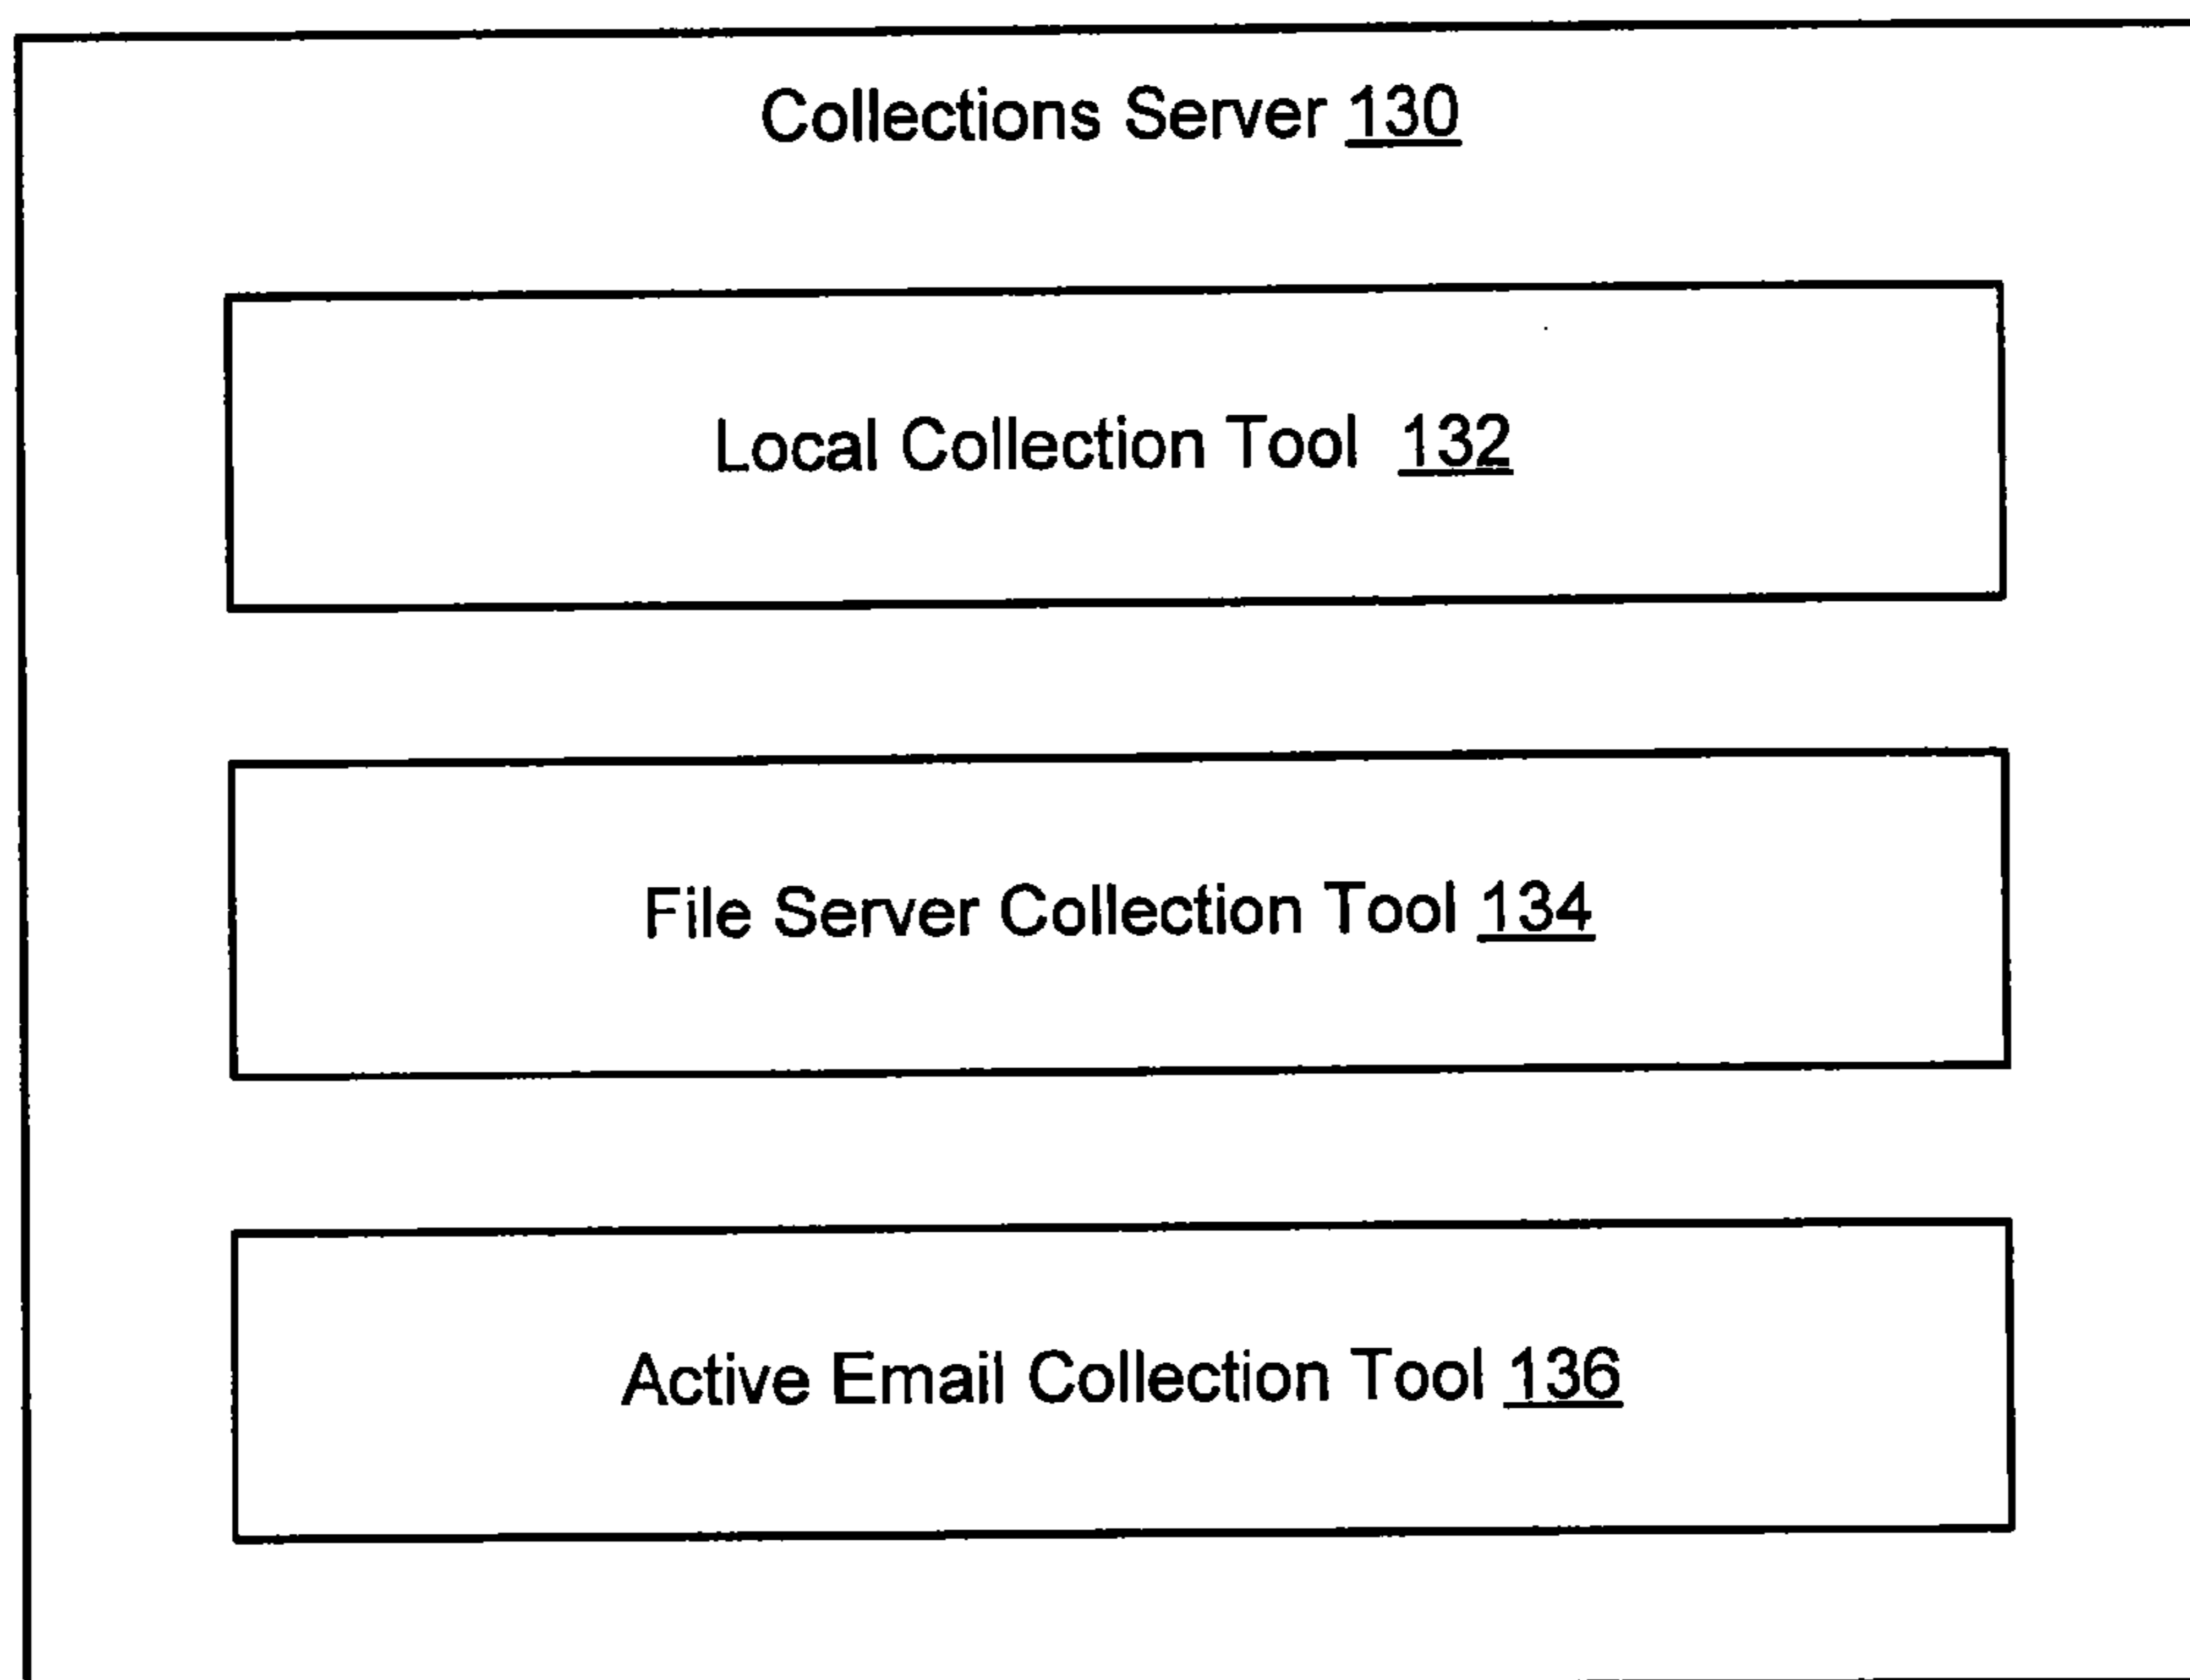 Collections Server 130
Local Collection Tool 132
File Server Collection Tool 134
Active Email Collection Tool 136